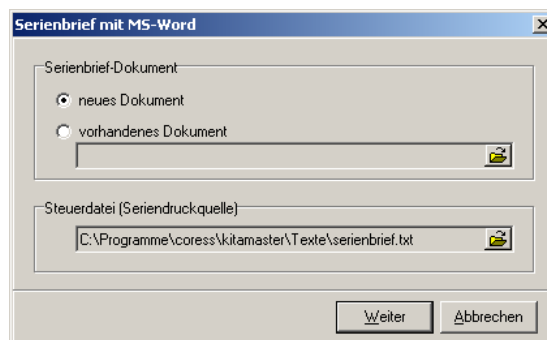 Serienbrief mit MS-Word
Serienbrief-Dokument
neues Dokument
vorhandenes Dokument
Steuerdatei (Seriendruckquelle)
C:\Programme\coress\kitamaster\Texte\serienbrief.txt
Weiter Abbrechen